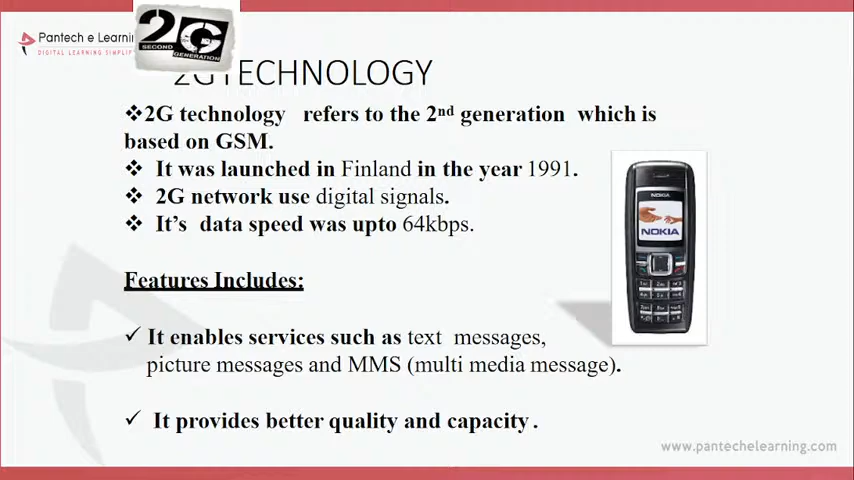 Pantech e Learni
DIGITAL LEARNING SIMPLIF
2G
SECOND
GENERATION
2G TECHNOLOGY
❖2G technology refers to the 2nd generation which is
based on GSM.
❖ It was launched in Finland in the year 1991.
❖ 2G network use digital signals.
❖ It's data speed was upto 64kbps.
NOKIA
NOKIA
Features Includes:
✓ It enables services such as text messages,
picture messages and MMS (multi media message).
✓ It provides better quality and capacity.
www.pantechelearning.com